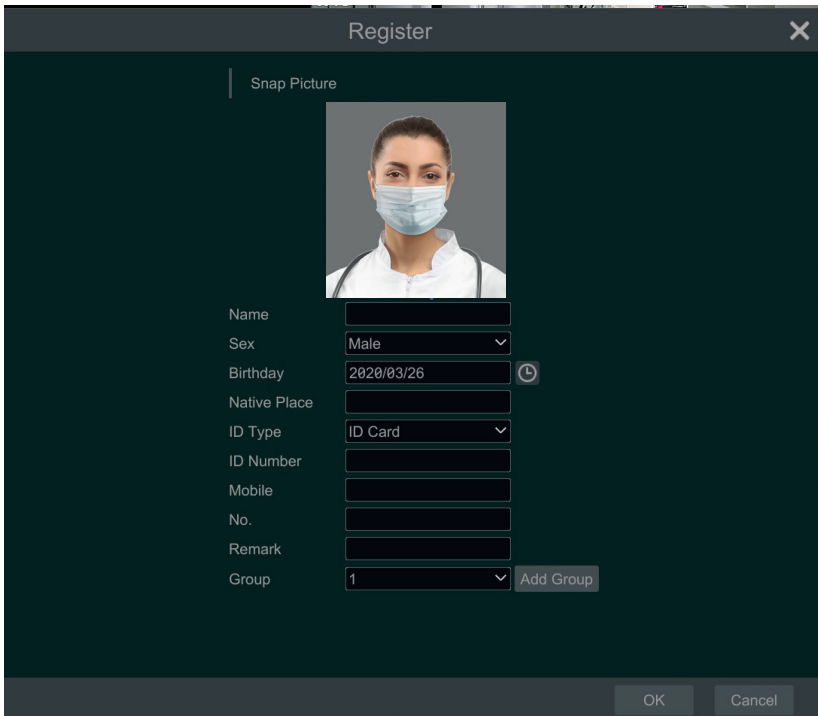 Register
Snap Picture
Name
Sex Male
Birthday 2020/03/26
Native Place
ID Type ID Card
ID Number
Mobile
No.
Remark
Group 1 Add Group
OK Cancel